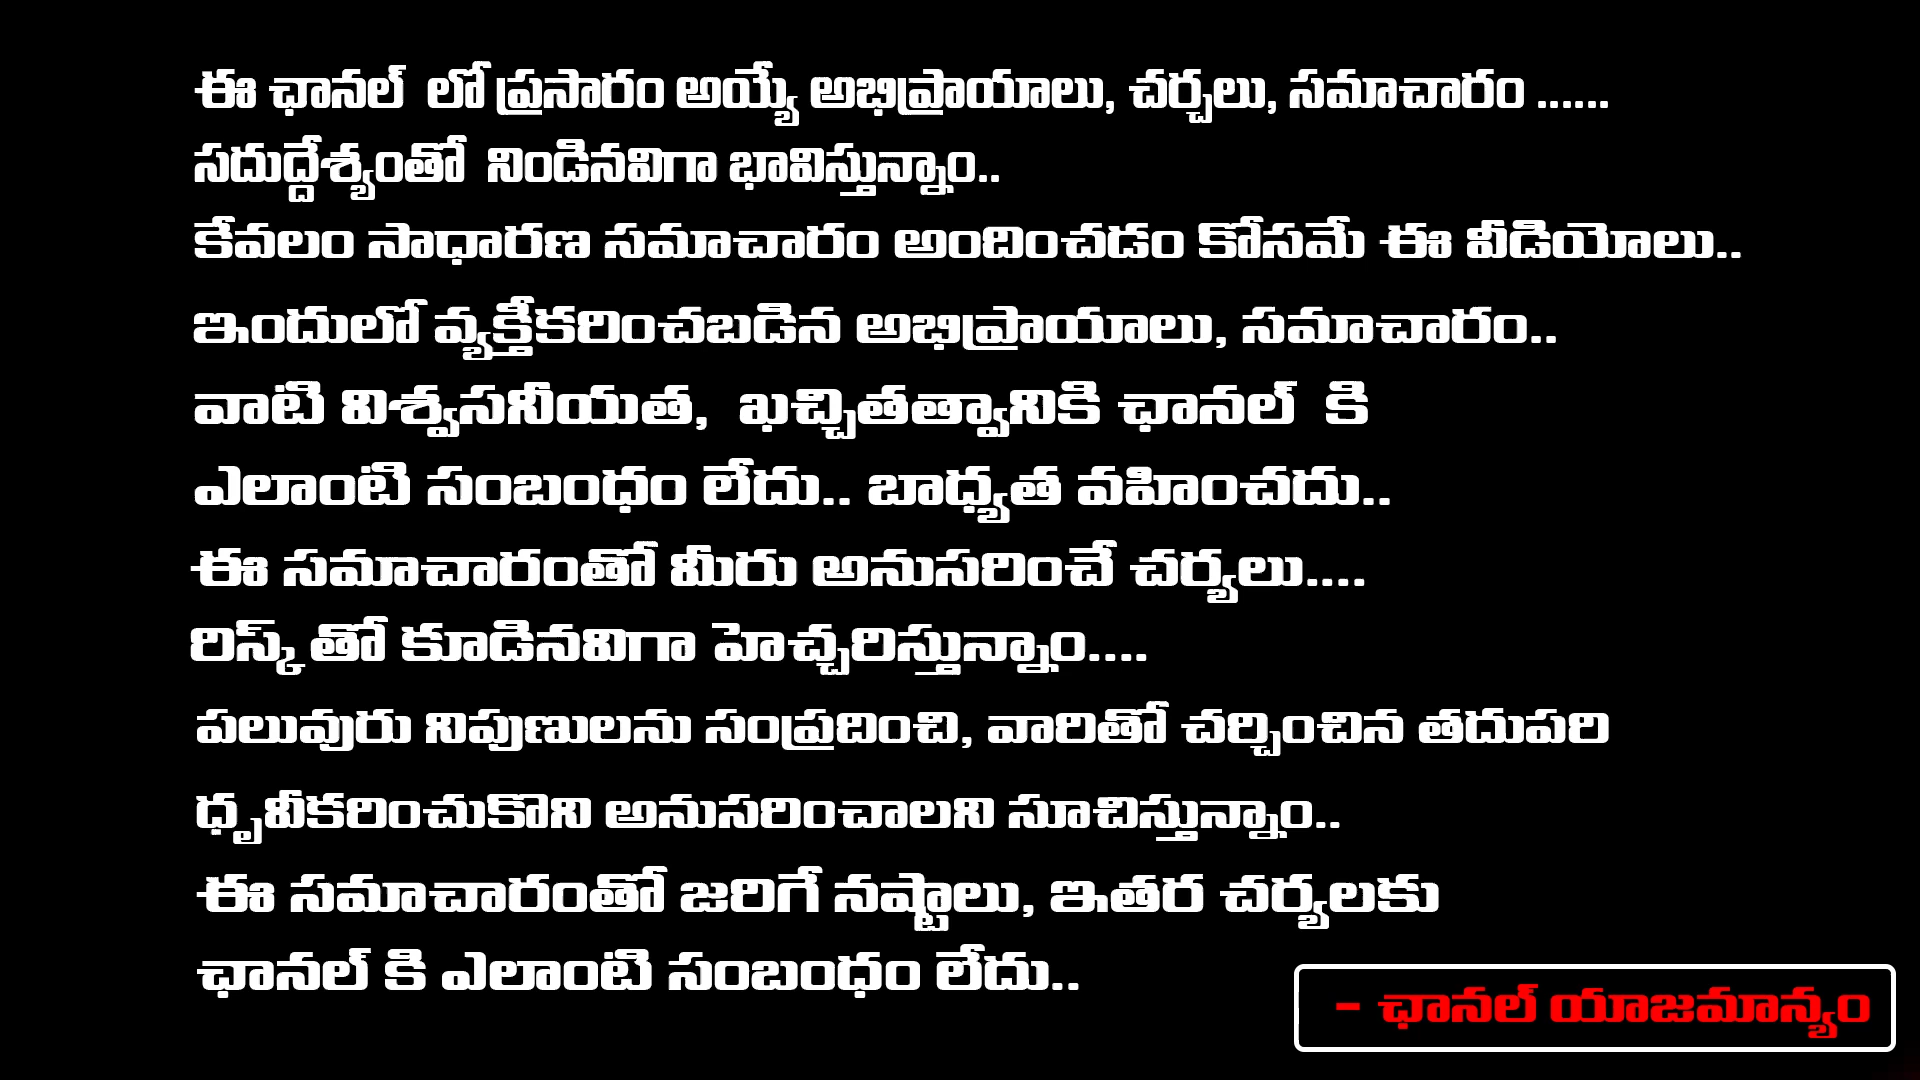 ఈ ఛానల్ లో ప్రసారం అయ్యే అభిప్రాయాలు, చర్చలు, సమాచారం ......
సదుద్దేశ్యంతో నిండినవిగా భావిస్తున్నాం..
కేవలం సాధారణ సమాచారం అందించడం కోసమే ఈ వీడియోలు..
ఇందులో వ్యక్తీకరించబడిన అభిప్రాయాలు, సమాచారం..
వాటి విశ్వసనీయత, ఖచ్చితత్వానికి ఛానల్ కి
ఎలాంటి సంబంధం లేదు.. బాధ్యత వహించదు..
ఈ సమాచారంతో మీరు అనుసరించే చర్యలు....
రిస్క్ తో కూడినవిగా హెచ్చరిస్తున్నాం....
పలువురు నిపుణులను సంప్రదించి, వారితో చర్చించిన తదుపరి
ధృవీకరించుకొని అనుసరించాలని సూచిస్తున్నాం..
ఈ సమాచారంతో జరిగే నష్టాలు, ఇతర చర్యలకు
ఛానల్ కి ఎలాంటి సంబంధం లేదు..
- ఛానల్ యాజమాన్యం